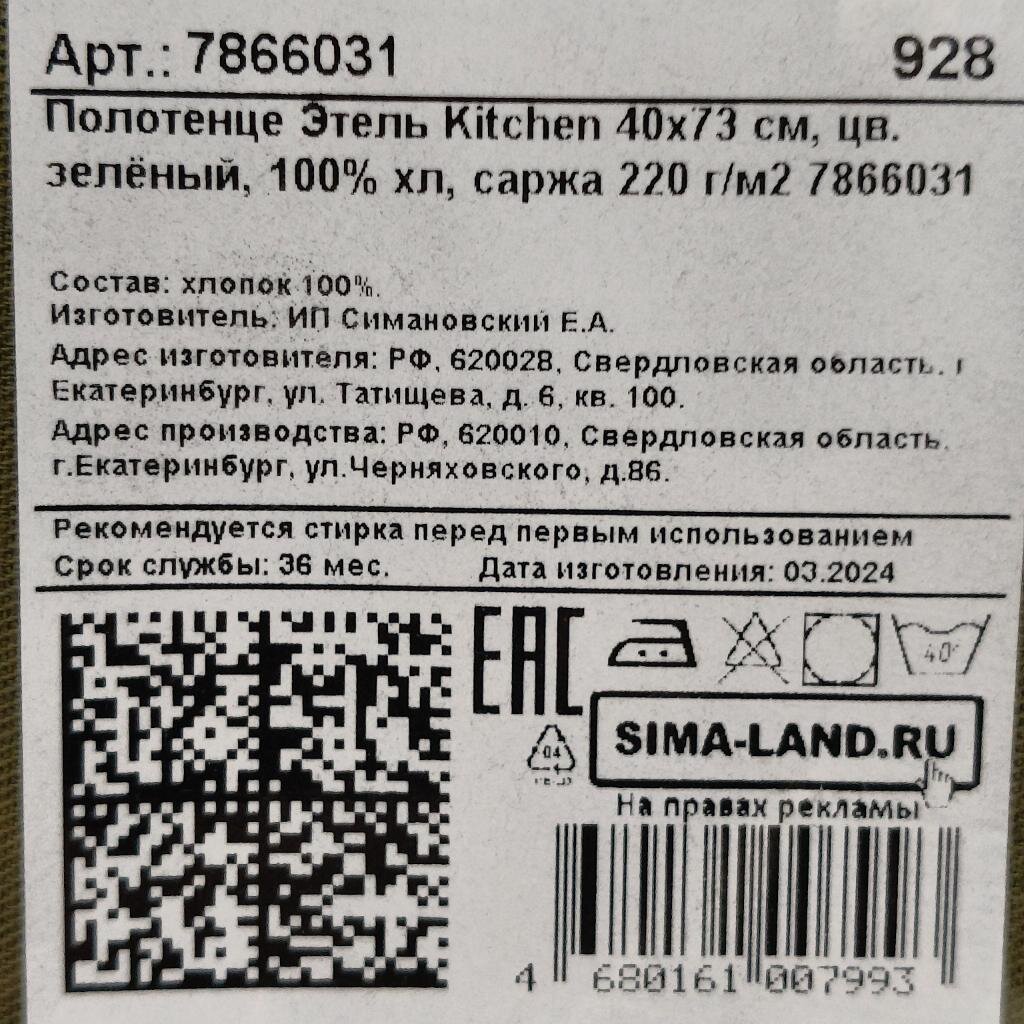 Арт.: 7866031 928
Полотенце Этель Kitchen 40х73 см, цв.
зелёный, 100% хл, саржа 220 г/м2 7866031
Состав: хлопок 100%.
Изготовитель: ИП Симановский Е.А.
Адрес изготовителя: РФ, 620028, Свердловская область, г
Екатеринбург, ул. Татищева, д. 6, кв. 100.
Адрес производства: РФ, 620010, Свердловская область,
г.Екатеринбург, ул.Черняховского, д.86.
Рекомендуется стирка перед первым использованием
Срок службы: 36 мес. Дата изготовления: 03.2024
EAC
40°
04
SIMA-LAND.RU
На правах рекламы
4 680161 007993